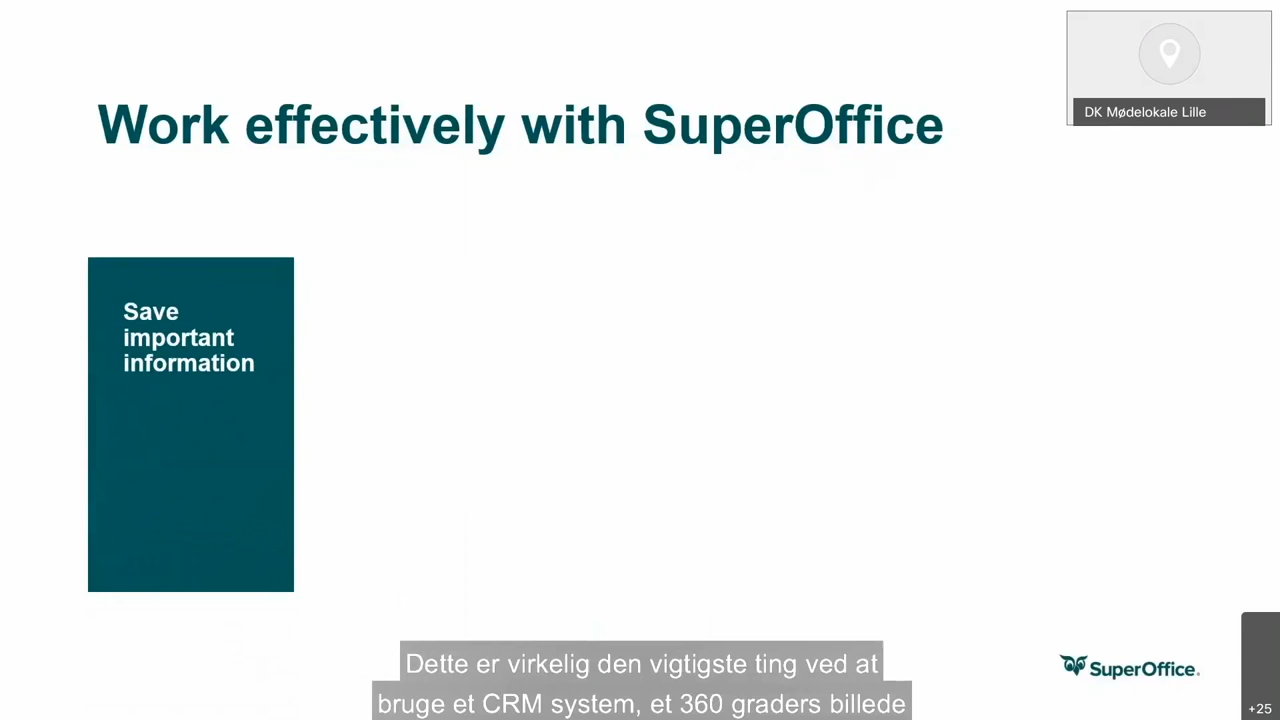 Work effectively with SuperOffice
DK Mødelokale Lille
Save
important
information
Dette er virkelig den vigtigste ting ved at
bruge et CRM system, et 360 graders billede
SuperOffice.
+25